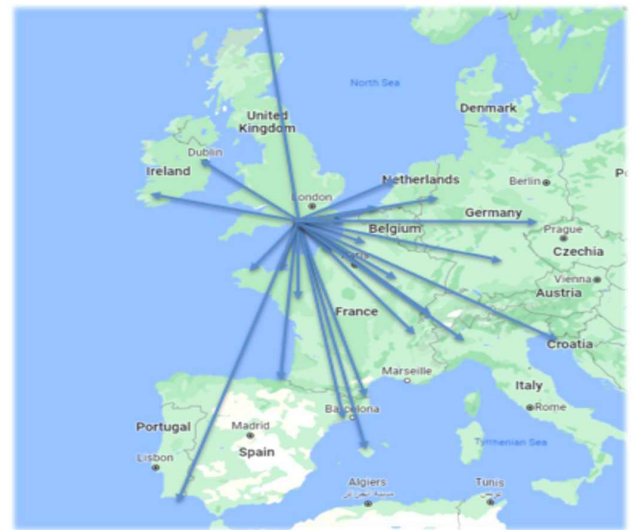 North Sea
Denmark
United
Kingdom
Dublin
Ireland
Netherlands
Berlin
London
Germany
Belgium
Prague
Czechia
Vienna
Austria
France
Croatia
Marseille
Italy
Barcelona
Rome
Portugal
Madrid
Spain
Tyrrhenian Sea
Lisbon
Algiers
Tunis
تونس